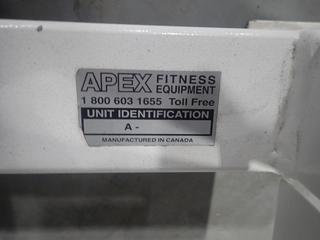 APEX FITNESS EQUIPMENT
1 800 603 1655 Toll Free
UNIT IDENTIFICATION
A -
MANUFACTURED IN CANADA